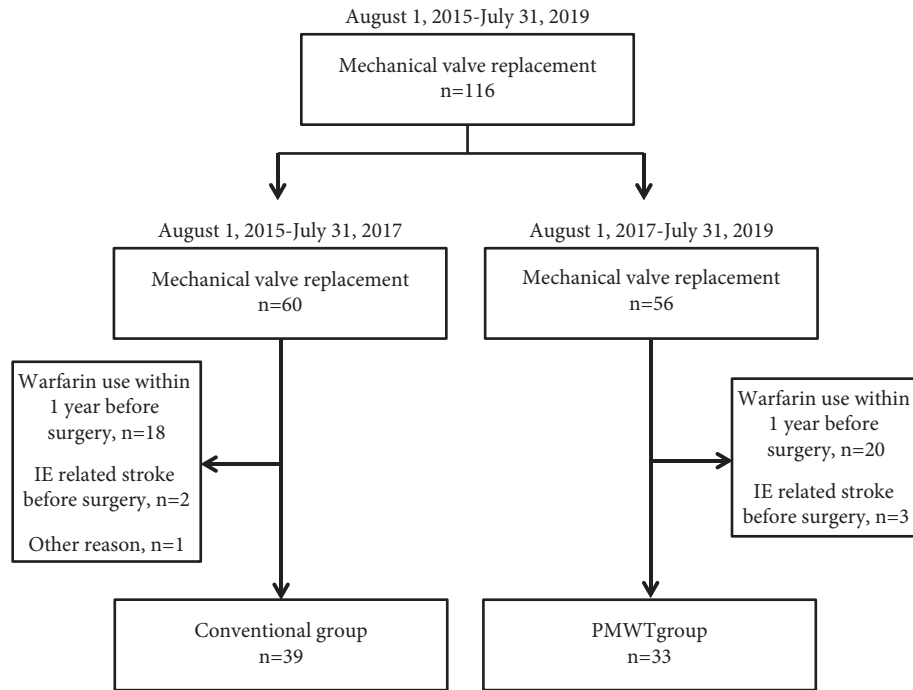 August 1, 2015-July 31, 2019
Mechanical valve replacement
n=116
August 1, 2015-July 31, 2017
Mechanical valve replacement
n=60
August 1, 2017-July 31, 2019
Mechanical valve replacement
n=56
Warfarin use within
1 year before
surgery, n=18
IE related stroke
before surgery, n=2
Other reason, n=1
Warfarin use within
1 year before
surgery, n=20
IE related stroke
before surgery, n=3
Conventional group
n=39
PMWTgroup
n=33